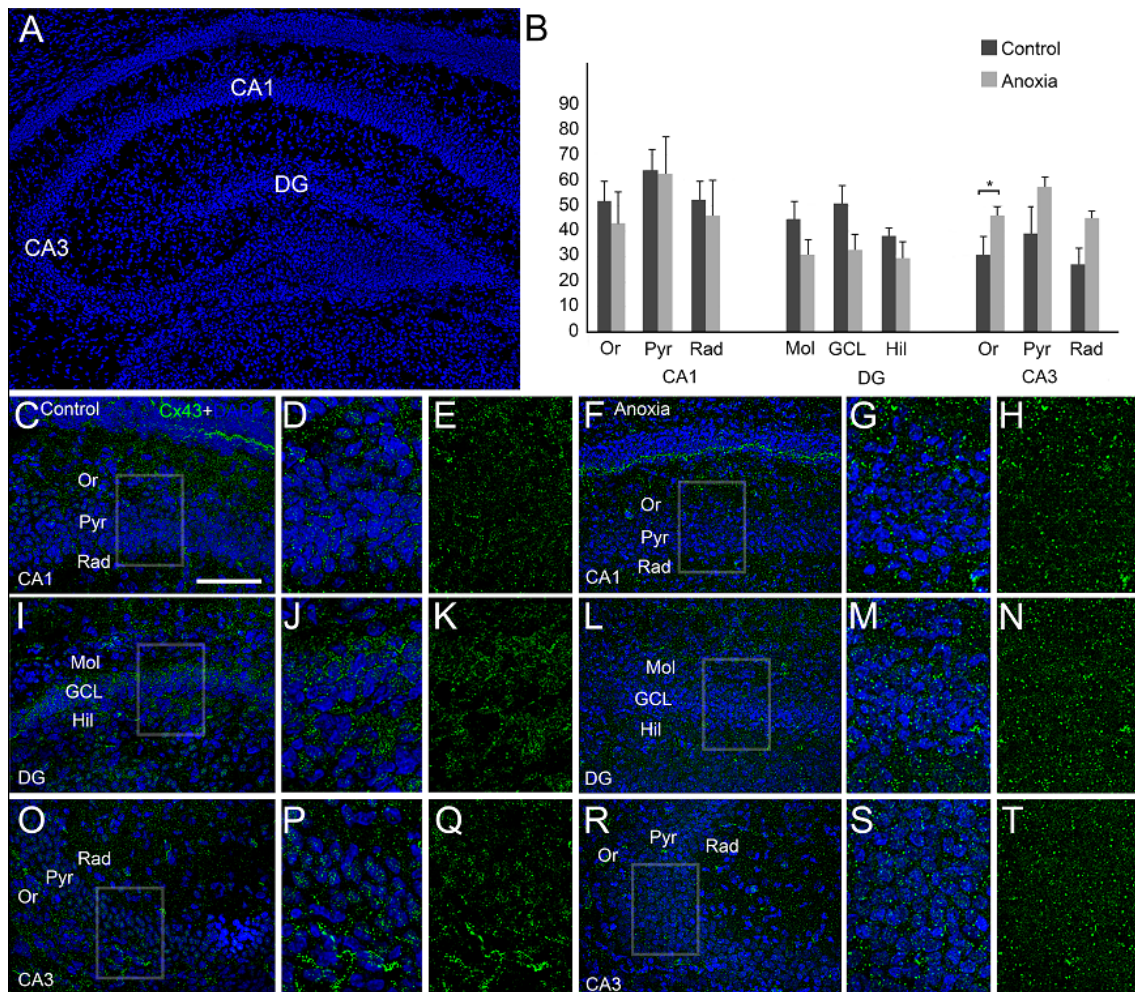 A
CA1
DG
CA3
B
Control
Anoxia
90
80
70
60
50
40
30
20
10
0
*
Or Pyr Rad Mol GCL Hil Or Pyr Rad
CA1 DG CA3
C Control Cx43+
Or
Pyr
Rad
CA1
D
E
F Anoxia
Or
Pyr
Rad
CA1
G
H
I
Mol
GCL
Hil
DG
J
K
L
Mol
GCL
Hil
DG
M
N
O
Rad
Pyr
Or
CA3
P
Q
R
Pyr
Or Rad
CA3
S
T